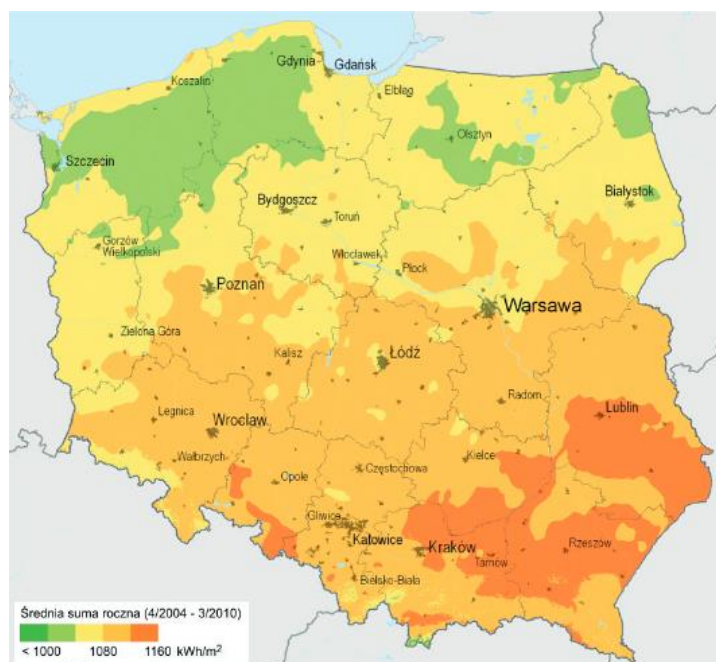 Gdynia
Gdańsk
Koszalin
Elbląg
Olsztyn
Szczecin
Białystok
Bydgoszcz
Toruń
Gorzów
Wielkopolski
Włocławek
Płock
Poznań
Warsawa
Zielona Góra
Kalisz
Łódź
Radom
Lublin
Legnica
Wrocław
Wałbrzych
Opole
Częstochowa
Kielce
Gliwice
Katowice
Kraków
Tarnów
Rzeszów
Bielsko-Biała
Średnia suma roczna (4/2004 - 3/2010)
< 1000 1080 1160 kWh/m²